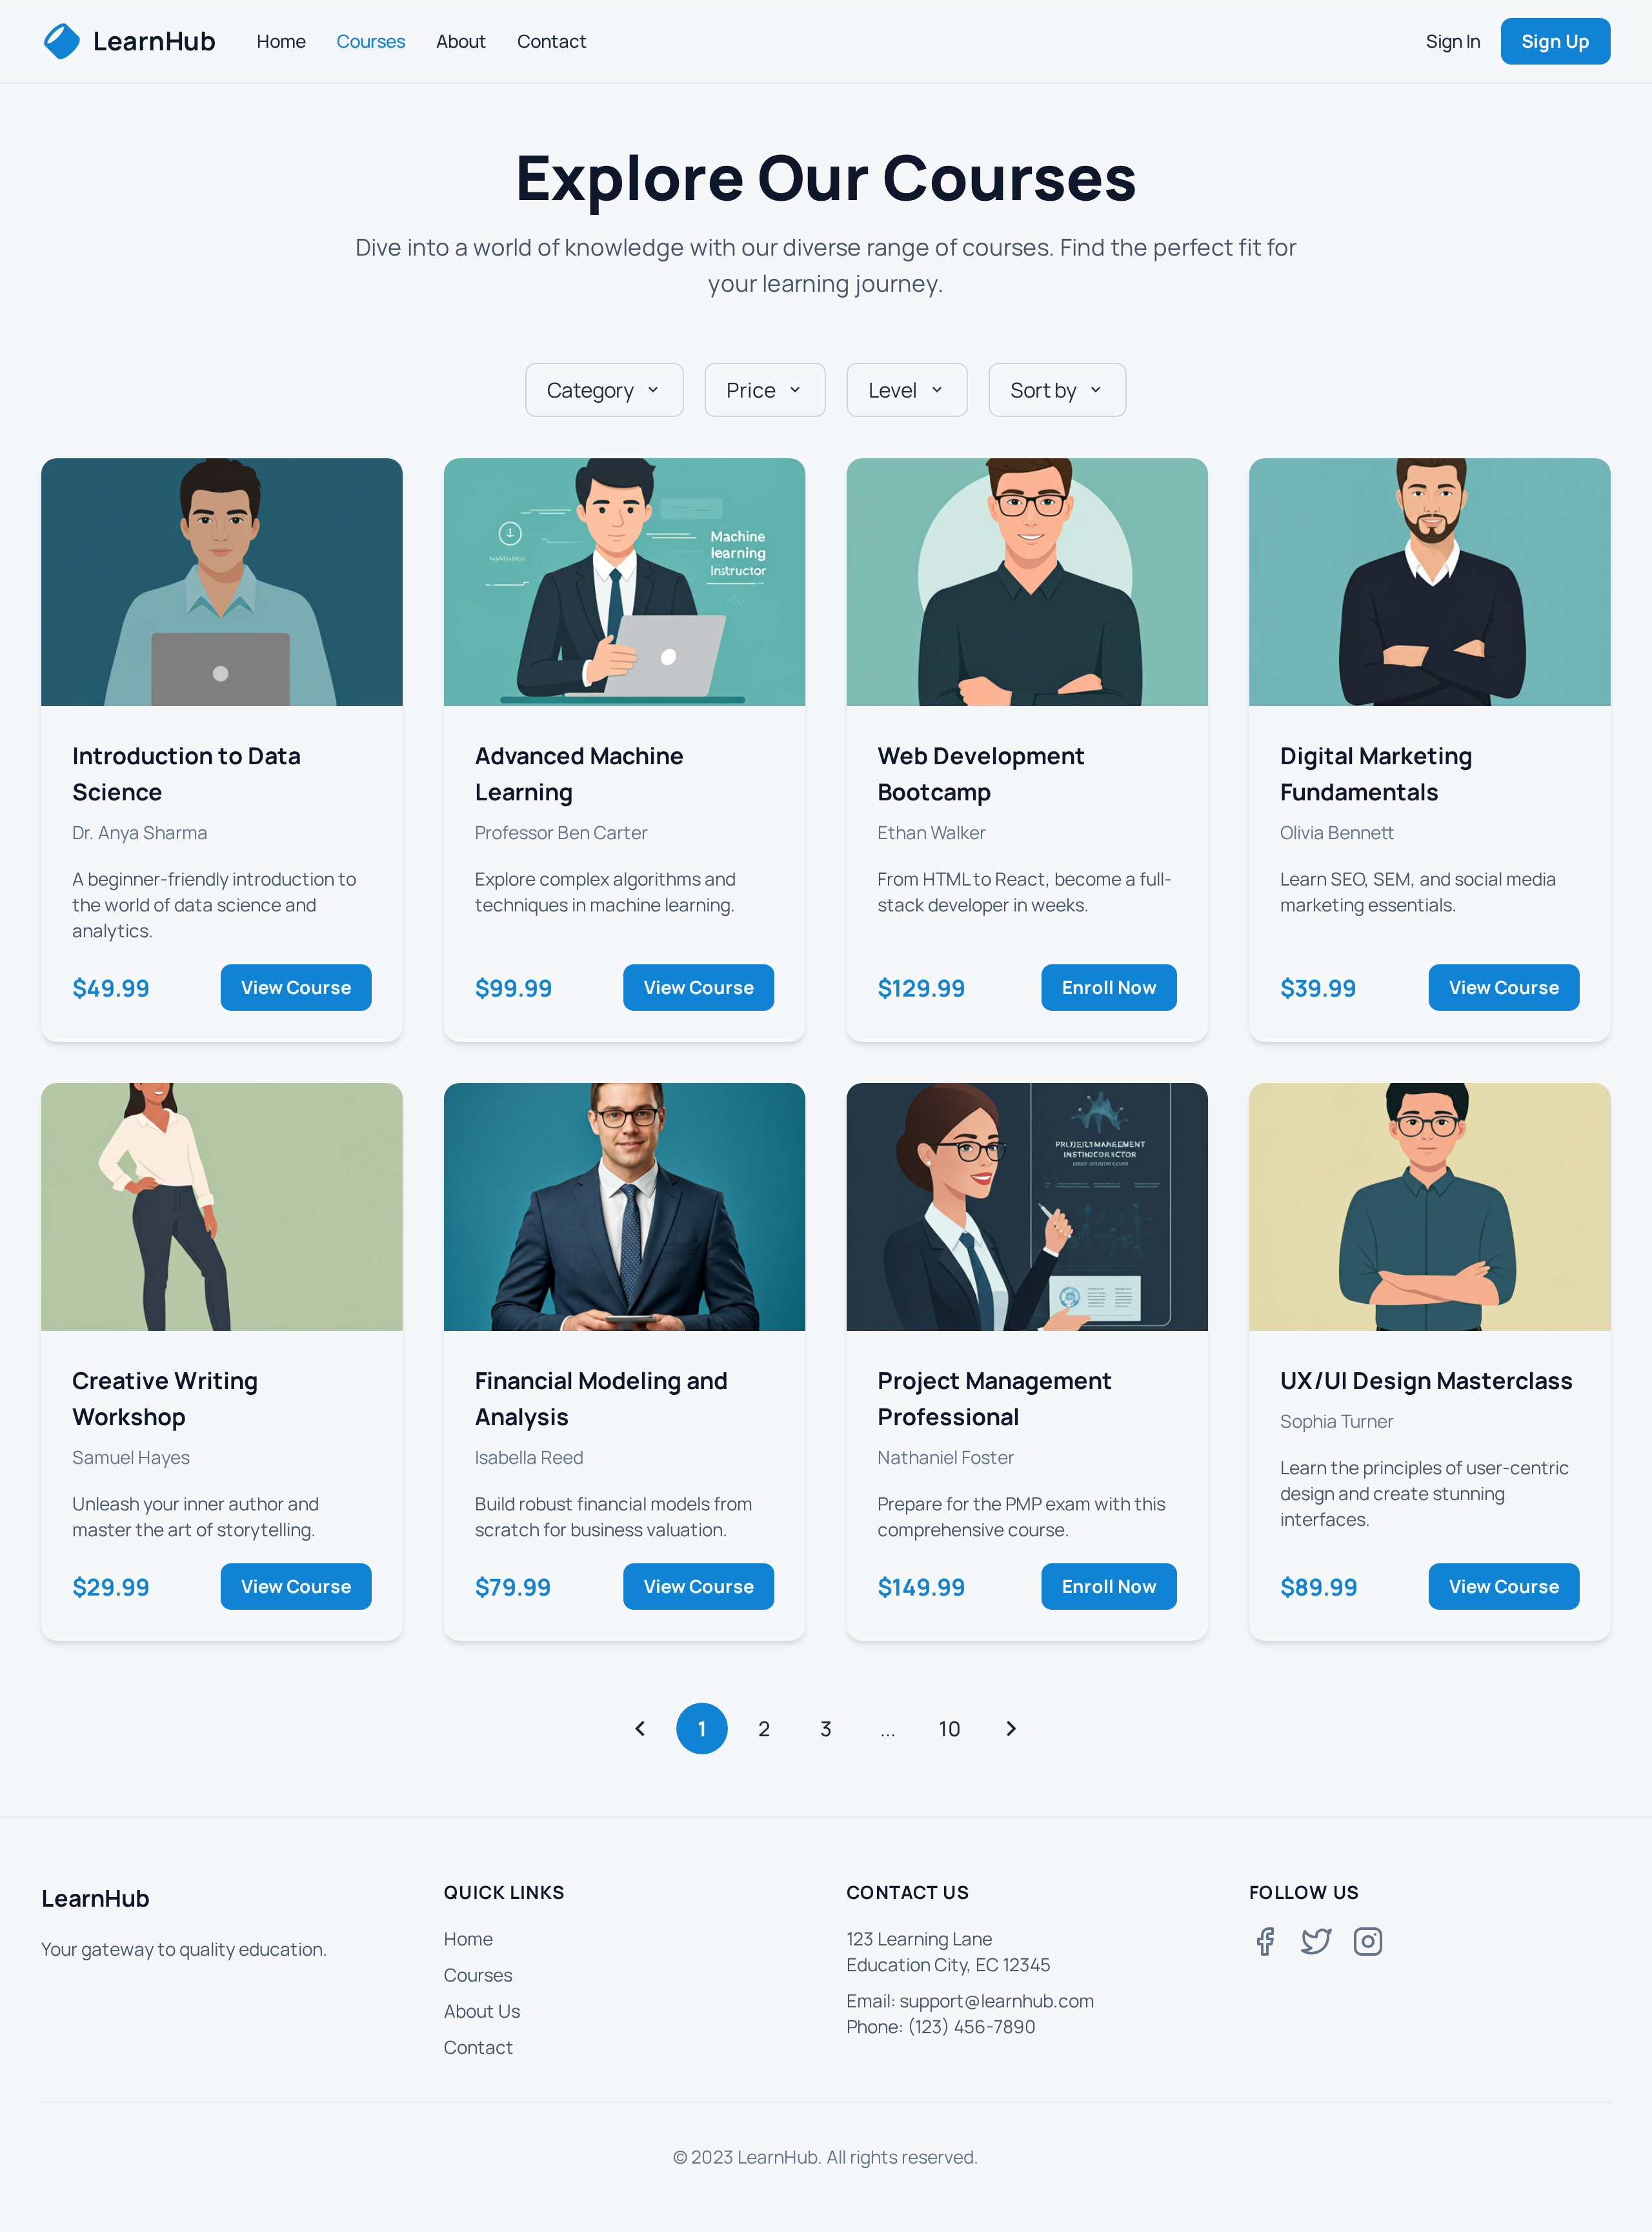 LearnHub
Home
Courses
About
Contact
Sign In
Sign Up
Explore Our Courses
Dive into a world of knowledge with our diverse range of courses. Find the perfect fit for
your learning journey.
Category
Price
Level
Sort by
Machine
learning
Instructor
Introduction to Data
Science
Dr. Anya Sharma
A beginner-friendly introduction to
the world of data science and
analytics.
$49.99
View Course
Advanced Machine
Learning
Professor Ben Carter
Explore complex algorithms and
techniques in machine learning.
$99.99
View Course
Web Development
Bootcamp
Ethan Walker
From HTML to React, become a full-
stack developer in weeks.
$129.99
Enroll Now
Digital Marketing
Fundamentals
Olivia Bennett
Learn SEO, SEM, and social media
marketing essentials.
$39.99
View Course
Creative Writing
Workshop
Samuel Hayes
Unleash your inner author and
master the art of storytelling.
$29.99
View Course
Financial Modeling and
Analysis
Isabella Reed
Build robust financial models from
scratch for business valuation.
$79.99
View Course
Project Management
Professional
Nathaniel Foster
Prepare for the PMP exam with this
comprehensive course.
$149.99
Enroll Now
UX/UI Design Masterclass
Sophia Turner
Learn the principles of user-centric
design and create stunning
interfaces.
$89.99
View Course
1
2
3
...
10
LearnHub
Your gateway to quality education.
QUICK LINKS
Home
Courses
About Us
Contact
CONTACT US
123 Learning Lane
Education City, EC 12345
Email: support@learnhub.com
Phone: (123) 456-7890
FOLLOW US
© 2023 LearnHub. All rights reserved.